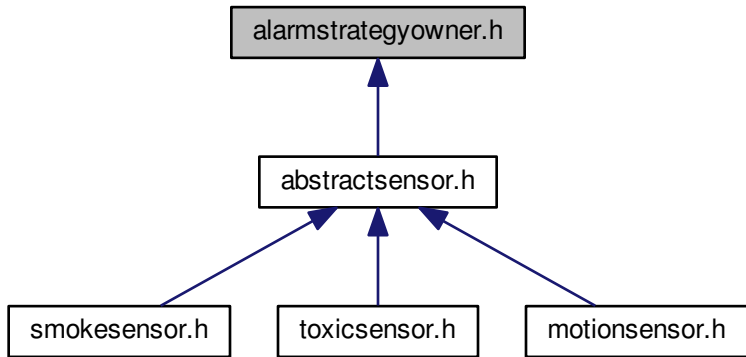 alarmstrategyowner.h
abstractsensor.h
smokesensor.h
toxicsensor.h
motionsensor.h